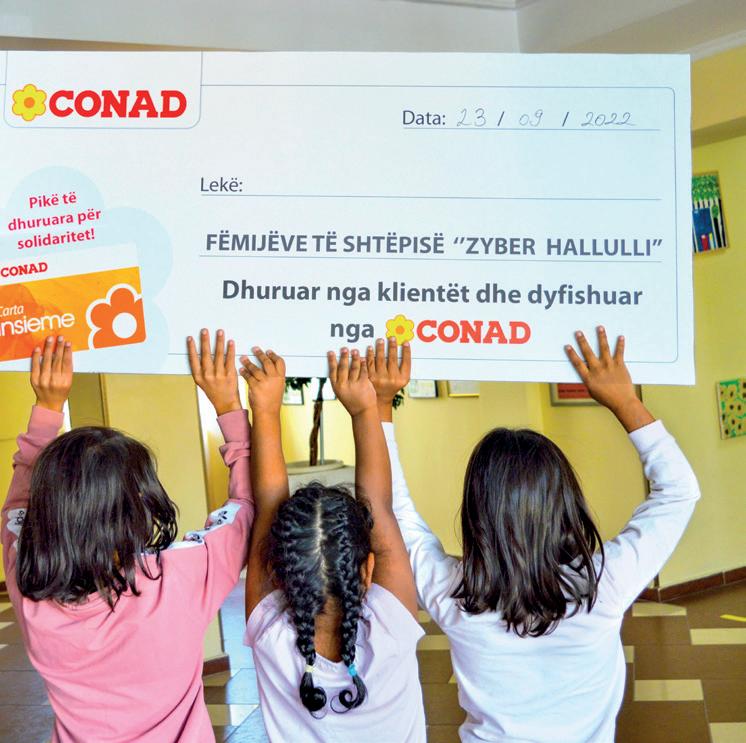 CONAD
Data: 23 / 09 / 2022
Lekë:
Pikë të
dhuruara për
solidaritet!
CONAD
Carta
insieme
FËMIJËVE TË SHTËPISË ‘’ZYBER HALLULLI”
Dhuruar nga klientët dhe dyfishuar
nga CONAD